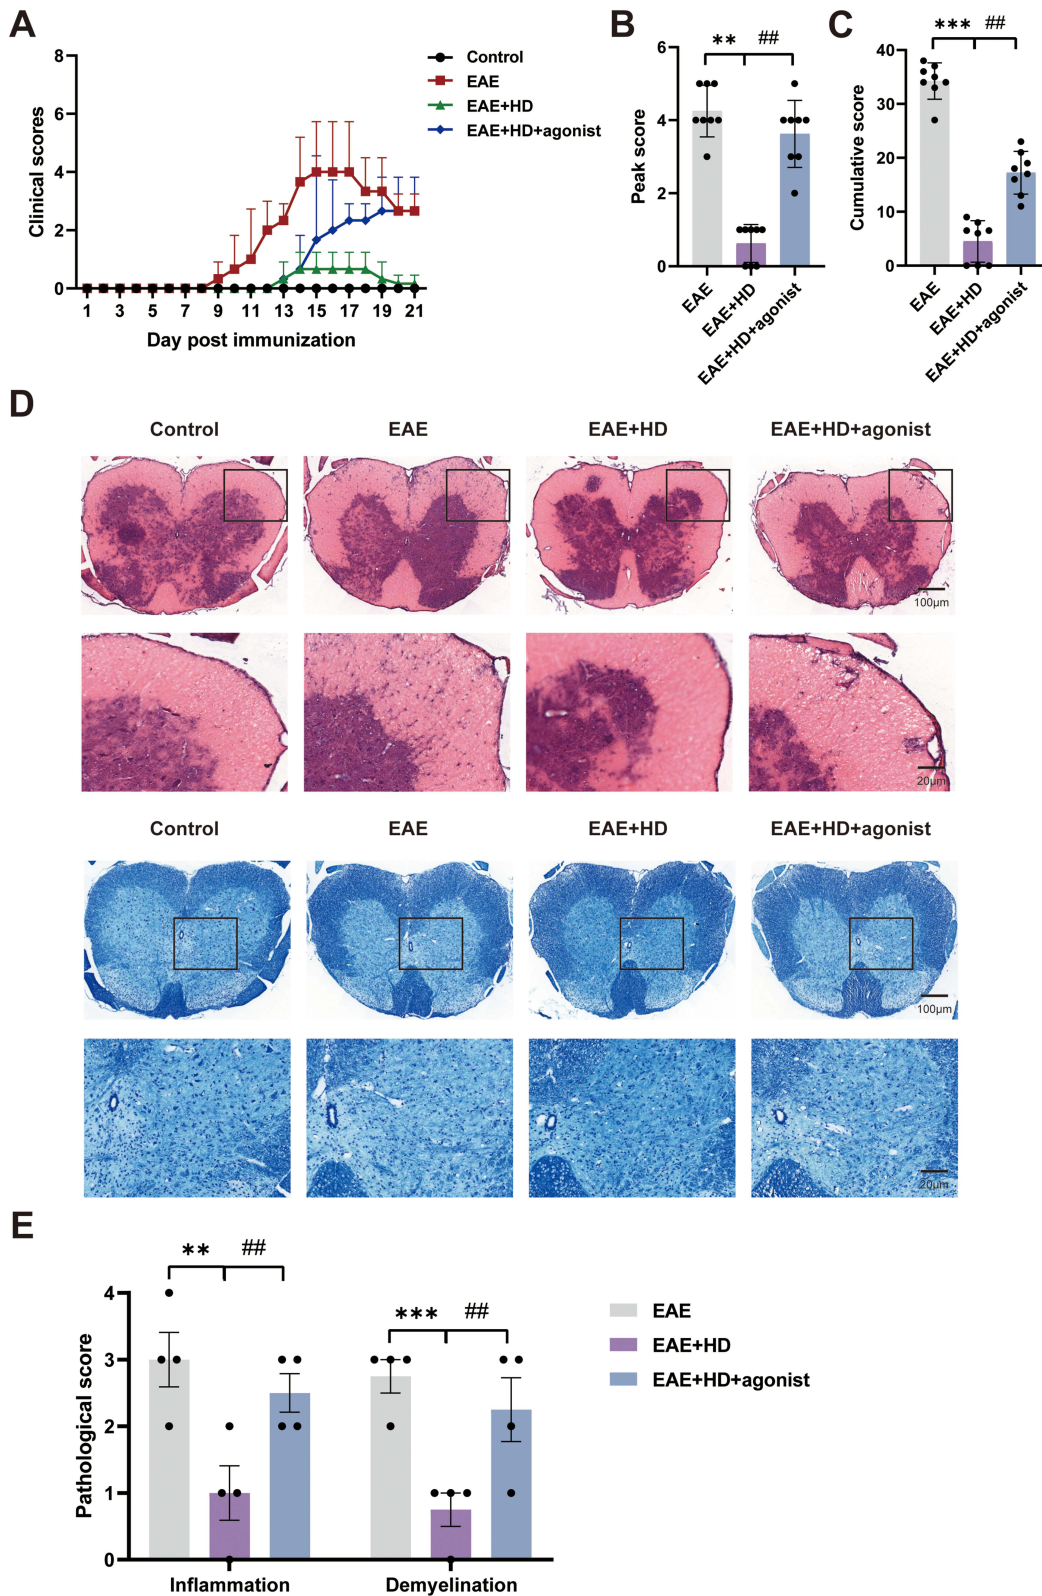 A
Clinical scores
8
6
4
2
0
1 3 5 7 9 11 13 15 17 19 21
Day post immunization
Control
EAE
EAE+HD
EAE+HD+agonist
B
** ##
Peak score
6
4
2
0
EAE
EAE+HD
EAE+HD+agonist
C
*** ##
Cumulative score
40
30
20
10
0
EAE
EAE+HD
EAE+HD+agonist
D
Control EAE EAE+HD EAE+HD+agonist
100μm
20μm
Control EAE EAE+HD EAE+HD+agonist
100μm
20μm
E
** ##
*** ##
Pathological score
4
3
2
1
0
Inflammation Demyelination
EAE
EAE+HD
EAE+HD+agonist